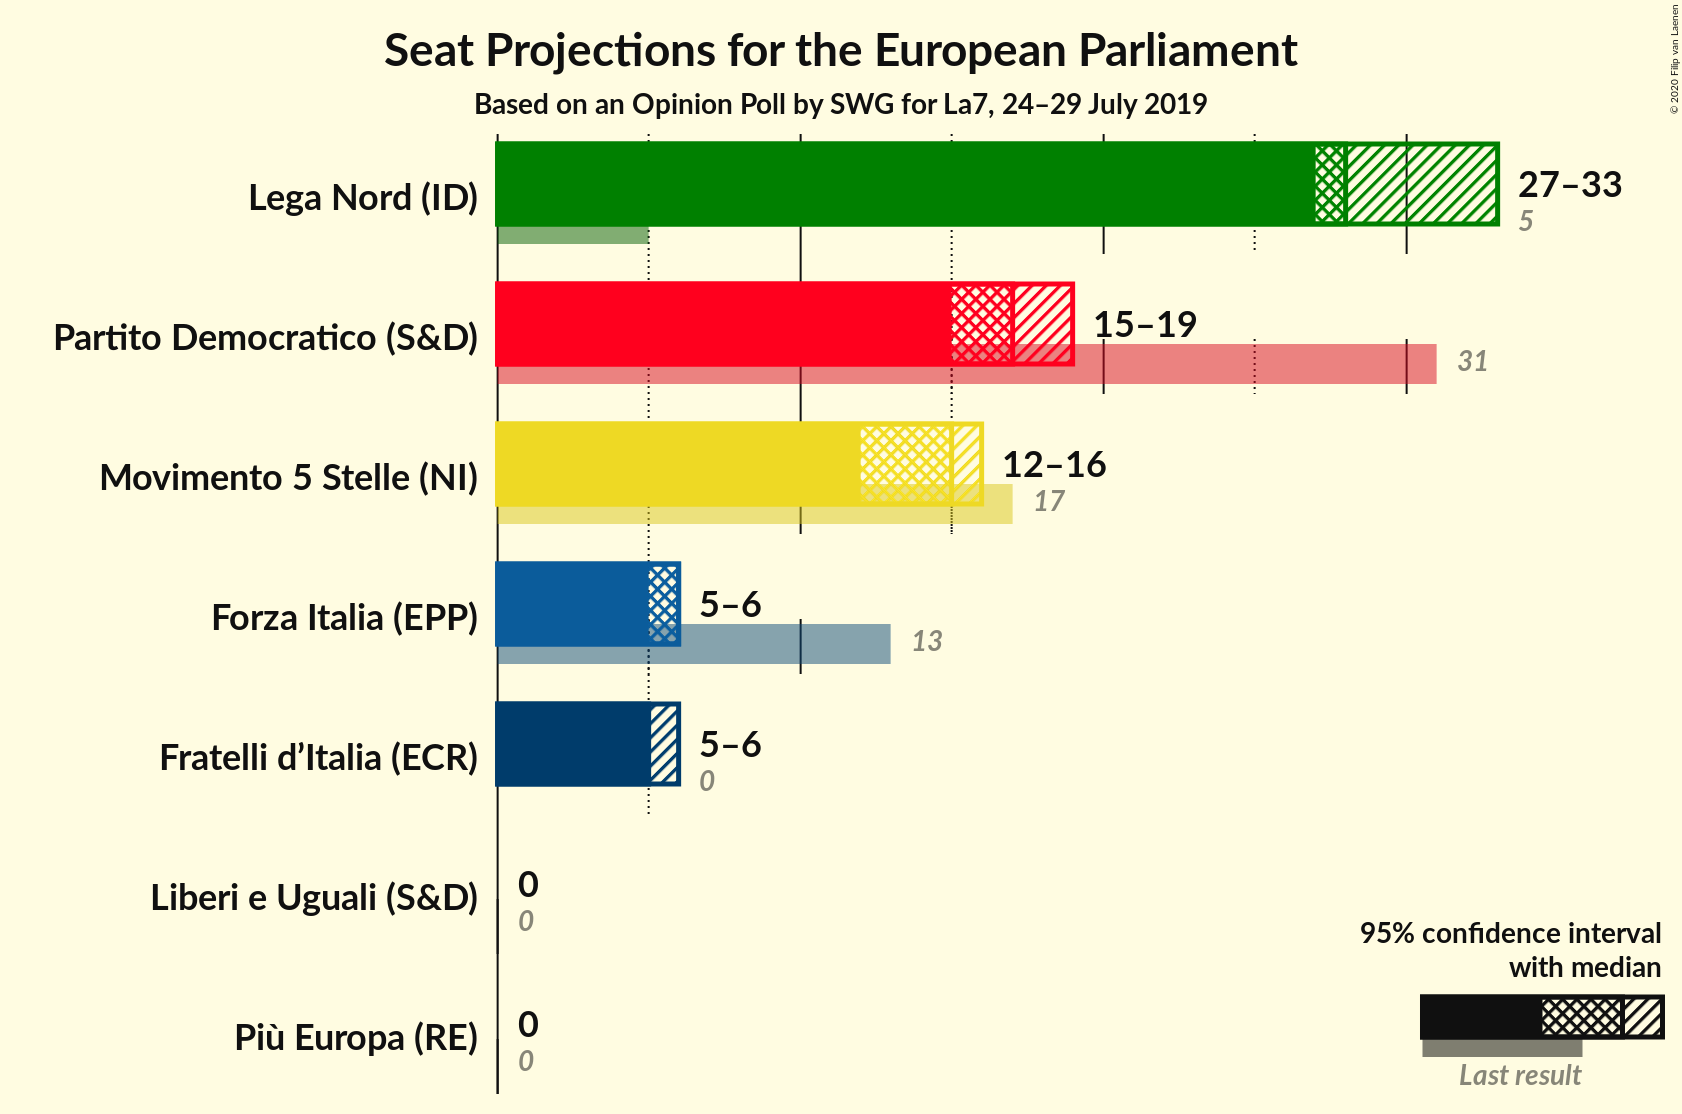 Seat Projections for the European Parliament
Based on an Opinion Poll by SWG for La7, 24–29 July 2019
© 2020 Filip van Laenen
Lega Nord (ID)
27–33
5
Partito Democratico (S&D)
15–19
31
Movimento 5 Stelle (NI)
12–16
17
Forza Italia (EPP)
5–6
13
Fratelli d’Italia (ECR)
5–6
0
Liberi e Uguali (S&D)
0
0
Più Europa (RE)
0
0
95% confidence interval
with median
Last result